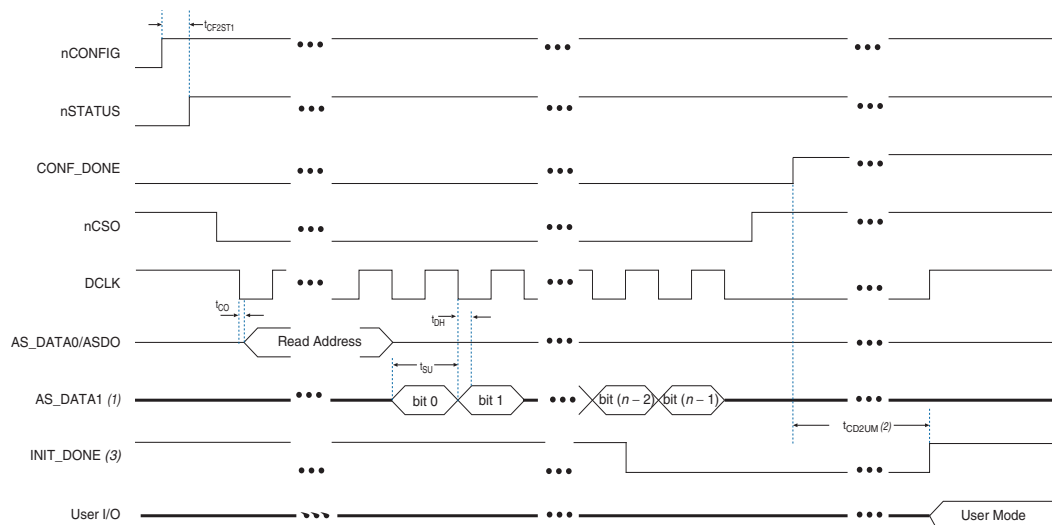 tCF2ST1
nCONFIG
nSTATUS
CONF_DONE
nCSO
DCLK
tCO
tDH
AS_DATA0/ASDO
Read Address
tSU
AS_DATA1 (1)
bit 0
bit 1
bit (n − 2)
bit (n − 1)
tCD2UM (2)
INIT_DONE (3)
User I/O
User Mode